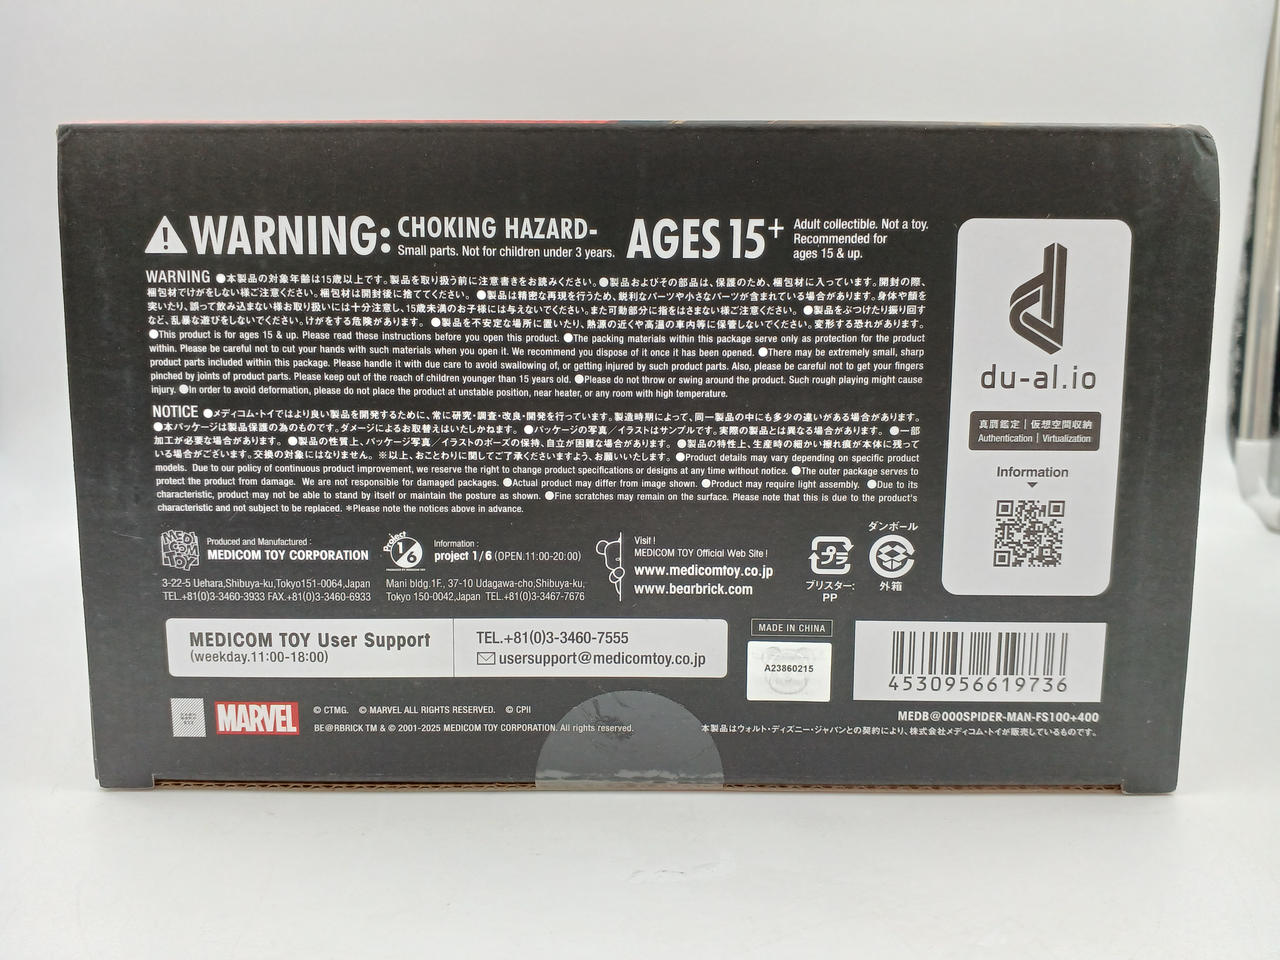 WARNING: CHOKING HAZARD-
Small parts. Not for children under 3 years.
AGES 15+
Adult collectible. Not a toy.
Recommended for
ages 15 & up.
WARNING ●本製品の対象年齢は15歳以上です。製品を取り扱う前に注意書きをお読みください。●製品およびその部品は、保護のため、梱包材に入っています。開封の際、
梱包材でけがをしない様ご注意ください。梱包材は開封後に捨ててください。 ●製品は精密な再現を行うため、鋭利なパーツや小さなパーツが含まれている場合があります。身体や顔を
突いたり、誤って飲み込まない様お取り扱いには十分注意し、15歳未満のお子様には与えないでください。また可動部分に指をはさまない様ご注意ください。 ●製品をぶつけたり振り回す
など、乱暴な遊びをしないでください。けがをする危険があります。 ●製品を不安定な場所に置いたり、熱源の近くや高温の車内等に保管しないでください。変形する恐れがあります。
●This product is for ages 15 & up. Please read these instructions before you open this product. ●The packing materials within this package serve only as protection for the product
within. Please be careful not to cut your hands with such materials when you open it. We recommend you dispose of it once it has been opened. ●There may be extremely small, sharp
product parts included within this package. Please handle it with due care to avoid swallowing of, or getting injured by such product parts. Also, please be careful not to get your fingers
pinched by joints of product parts. Please keep out of the reach of children younger than 15 years old. ●Please do not throw or swing around the product. Such rough playing might cause
injury. ●In order to avoid deformation, please do not place the product at unstable position, near heater, or any room with high temperature.
NOTICE ●メディコム・トイではより良い製品を開発するために、常に研究・調査・改良・開発を行っています。製造時期によって、同一製品の中にも多少の違いがある場合があります。
●本パッケージは製品保護の為のものです。ダメージによるお取替えはいたしかねます。 ●パッケージの写真/イラストはサンプルです。実際の製品とは異なる場合があります。 ●一部
加工が必要な場合があります。 ●製品の性質上、パッケージ写真/イラストのポーズの保持、自立が困難な場合があります。 ●製品の特性上、生産時の細かい擦れ痕が本体に残って
いる場合がございます。交換の対象にはなりません。※以上、おことわりに関してご了承くださいますよう、お願いいたします。 ●Product details may vary depending on specific product
models. Due to our policy of continuous product improvement, we reserve the right to change product specifications or designs at any time without notice. ●The outer package serves to
protect the product from damage. We are not responsible for damaged packages. ●Actual product may differ from image shown. ●Product may require light assembly. ●Due to its
characteristic, product may not be able to stand by itself or maintain the posture as shown. ●Fine scratches may remain on the surface. Please note that this is due to the product's
characteristic and not subject to be replaced. *Please note the notices above in advance.
du-al.io
真贋鑑定 | 仮想空間収納
Authentication | Virtualization
Information
MEDI COM TOY
Produced and Manufactured :
MEDICOM TOY CORPORATION
3-22-5 Uehara,Shibuya-ku,Tokyo151-0064,Japan
TEL.+81(0)3-3460-3933 FAX.+81(0)3-3460-6933
Project 1/6
Information :
project 1/6 (OPEN.11:00-20:00)
Mani bldg.1F., 37-10 Udagawa-cho,Shibuya-ku,
Tokyo 150-0042,Japan TEL.+81(0)3-3467-7676
Visit !
MEDICOM TOY Official Web Site !
www.medicomtoy.co.jp
www.bearbrick.com
プラ
ブリスター:
PP
ダンボール
外箱
MEDICOM TOY User Support
(weekday.11:00-18:00)
TEL.+81(0)3-3460-7555
usersupport@medicomtoy.co.jp
MADE IN CHINA
A23860215
4530956619736
MARVEL
© CTMG. © MARVEL ALL RIGHTS RESERVED. © CPII
BE@RBRICK TM & © 2001-2025 MEDICOM TOY CORPORATION. All rights reserved.
MEDB@000SPIDER-MAN-FS100+400
本製品はウォルト・ディズニー・ジャパンとの契約により、株式会社メディコム・トイが販売しているものです。